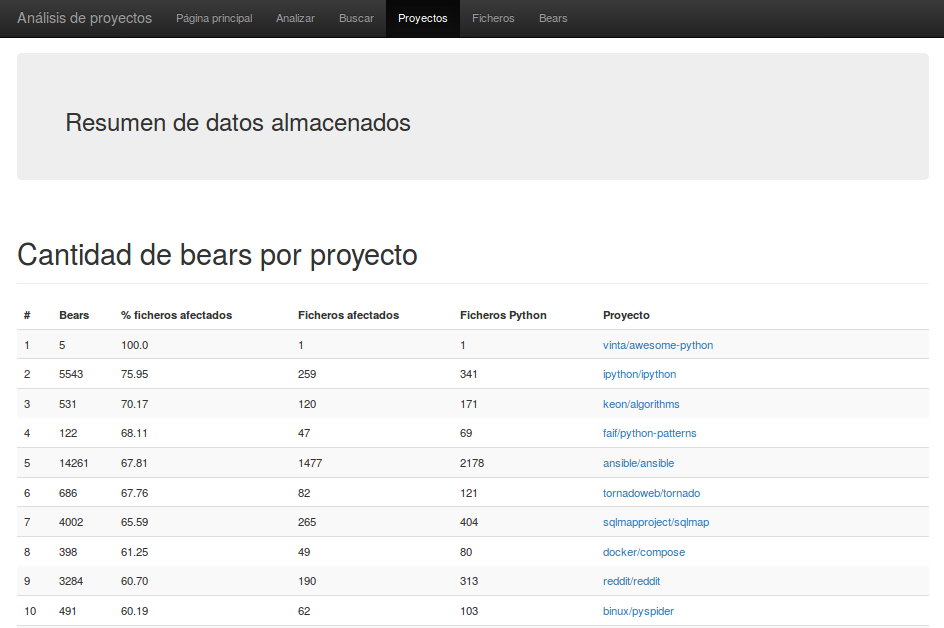 Análisis de proyectos Página principal Analizar Buscar Proyectos Ficheros Bears
Resumen de datos almacenados
Cantidad de bears por proyecto
# Bears % ficheros afectados Ficheros afectados Ficheros Python Proyecto
1 5 100.0 1 1 vinta/awesome-python
2 5543 75.95 259 341 ipython/ipython
3 531 70.17 120 171 keon/algorithms
4 122 68.11 47 69 faif/python-patterns
5 14261 67.81 1477 2178 ansible/ansible
6 686 67.76 82 121 tornadoweb/tornado
7 4002 65.59 265 404 sqlmapproject/sqlmap
8 398 61.25 49 80 docker/compose
9 3284 60.70 190 313 reddit/reddit
10 491 60.19 62 103 binux/pyspider